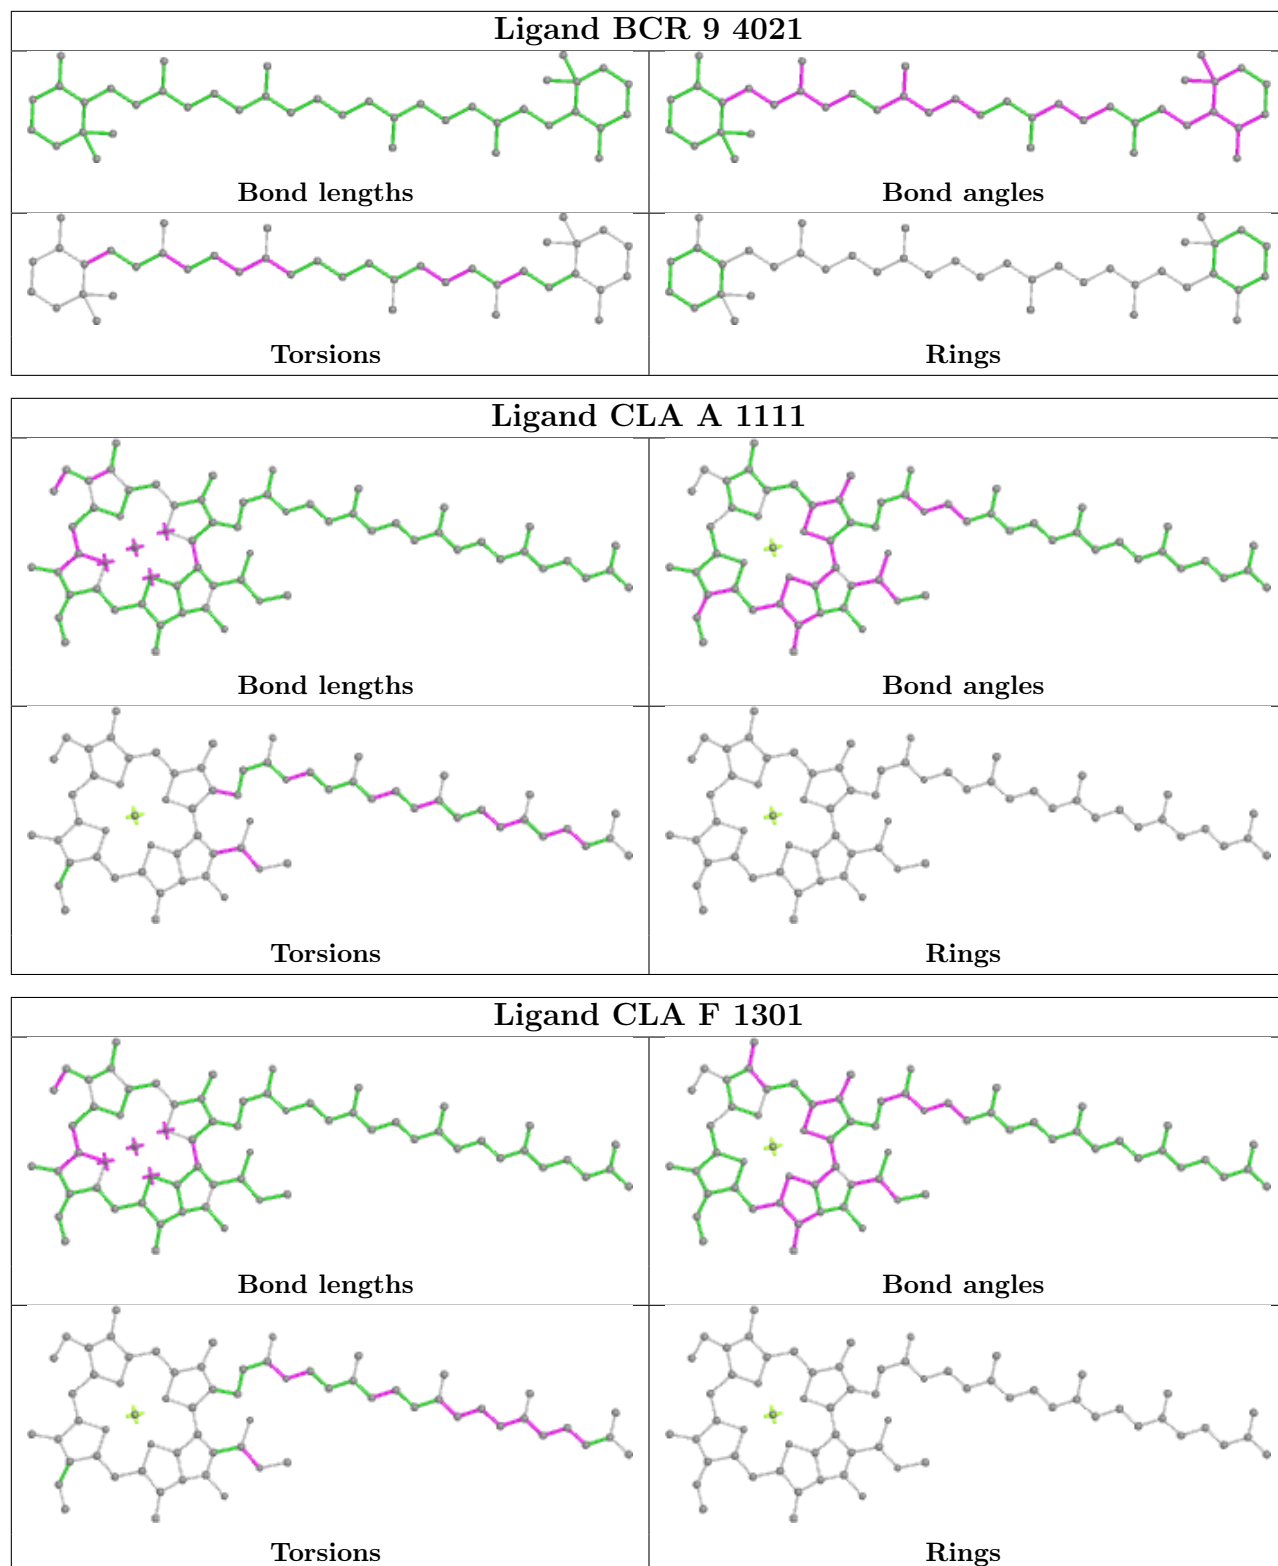 Ligand BCR 9 4021
Bond lengths
Bond angles
Torsions
Rings
Ligand CLA A 1111
Bond lengths
Bond angles
Torsions
Rings
Ligand CLA F 1301
Bond lengths
Bond angles
Torsions
Rings